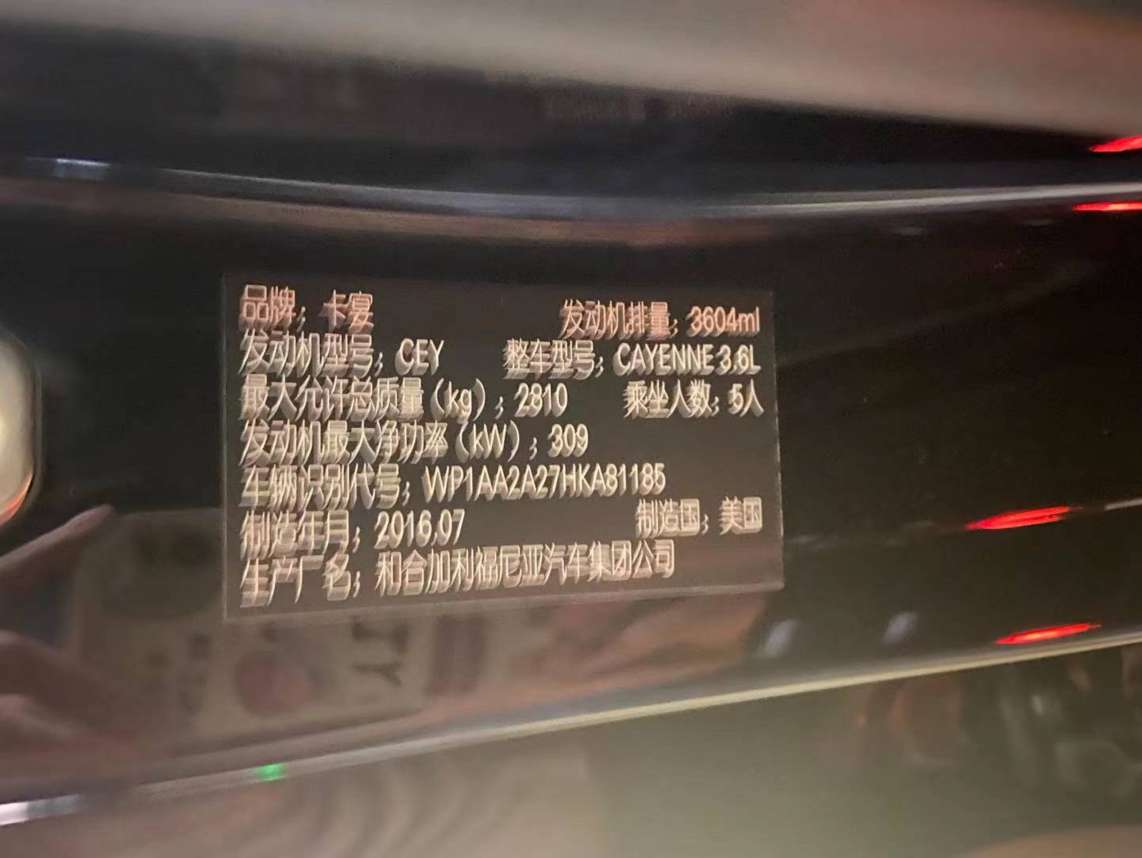 品牌：卡宴 发动机排量：3604ml
发动机型号：CEY 整车型号：CAYENNE 3.6L
最大允许总质量（kg）：2810 乘坐人数：5人
发动机最大净功率（kW）：309
车辆识别代号：WP1AA2A27HKA81185
制造年月：2016.07 制造国：美国
生产厂名：和合加利福尼亚汽车集团公司